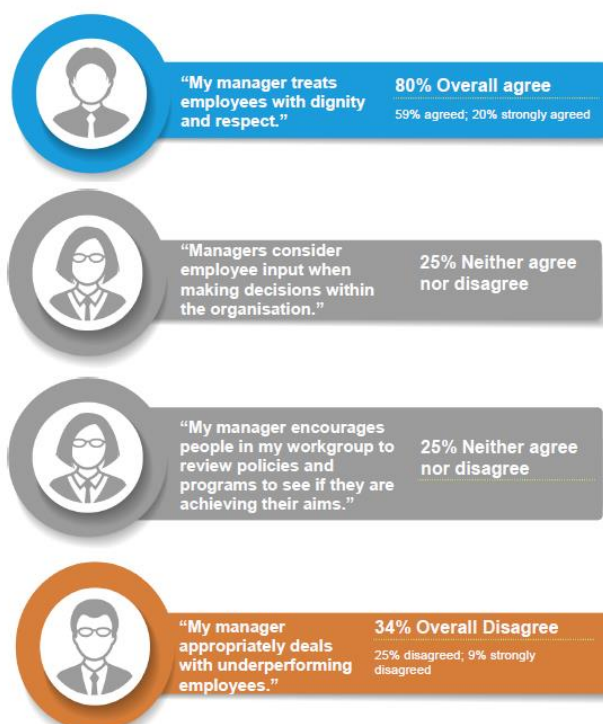 “My manager treats
employees with dignity
and respect.”
80% Overall agree
59% agreed; 20% strongly agreed
“Managers consider
employee input when
making decisions within
the organisation.”
25% Neither agree
nor disagree
“My manager encourages
people in my workgroup to
review policies and
programs to see if they are
achieving their aims.”
25% Neither agree
nor disagree
“My manager
appropriately deals
with underperforming
employees.”
34% Overall Disagree
25% disagreed; 9% strongly
disagreed